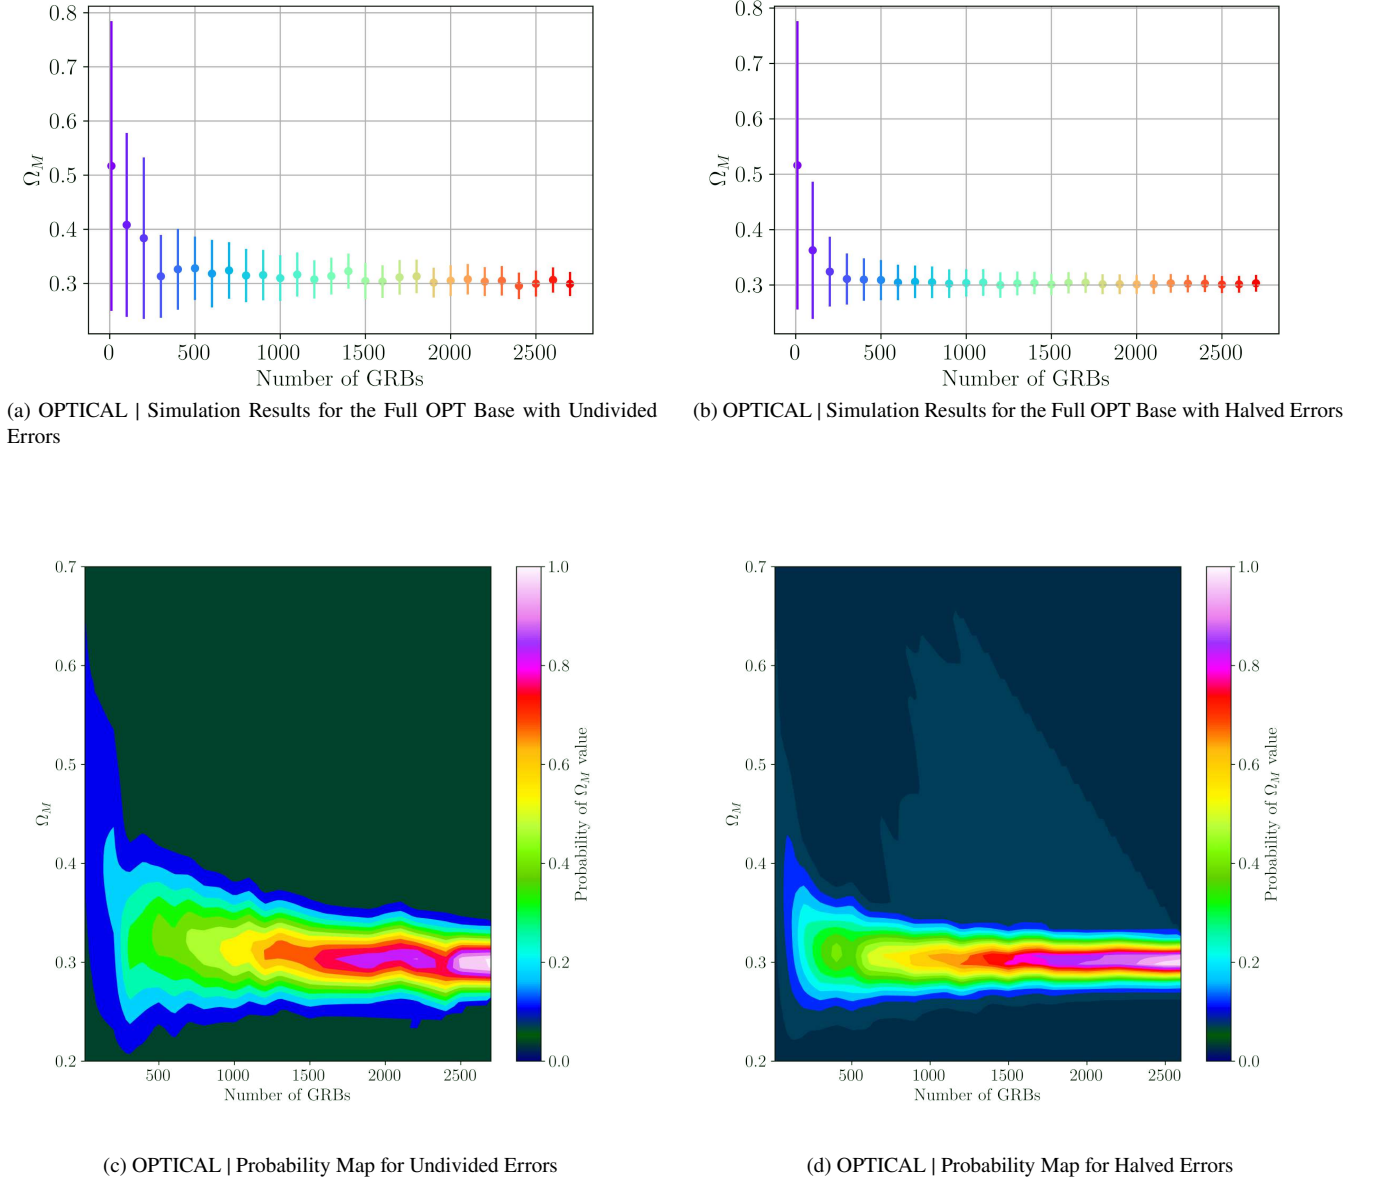 0.8
0.7
0.6
0.5
0.4
0.3
Ω_M
0 500 1000 1500 2000 2500
Number of GRBs
(a) OPTICAL | Simulation Results for the Full OPT Base with Undivided
Errors
0.8
0.7
0.6
0.5
0.4
0.3
Ω_M
0 500 1000 1500 2000 2500
Number of GRBs
(b) OPTICAL | Simulation Results for the Full OPT Base with Halved Errors
0.7
0.6
0.5
0.4
0.3
0.2
Ω_M
500 1000 1500 2000 2500
Number of GRBs
1.0
0.8
0.6
0.4
0.2
0.0
Probability of Ω_M value
(c) OPTICAL | Probability Map for Undivided Errors
0.7
0.6
0.5
0.4
0.3
0.2
Ω_M
500 1000 1500 2000 2500
Number of GRBs
1.0
0.8
0.6
0.4
0.2
0.0
Probability of Ω_M value
(d) OPTICAL | Probability Map for Halved Errors